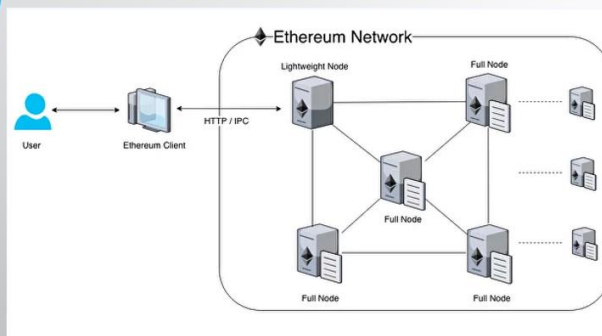 Ethereum Network
Lightweight Node
Full Node
HTTP / IPC
User
Ethereum Client
Full Node
Full Node
Full Node